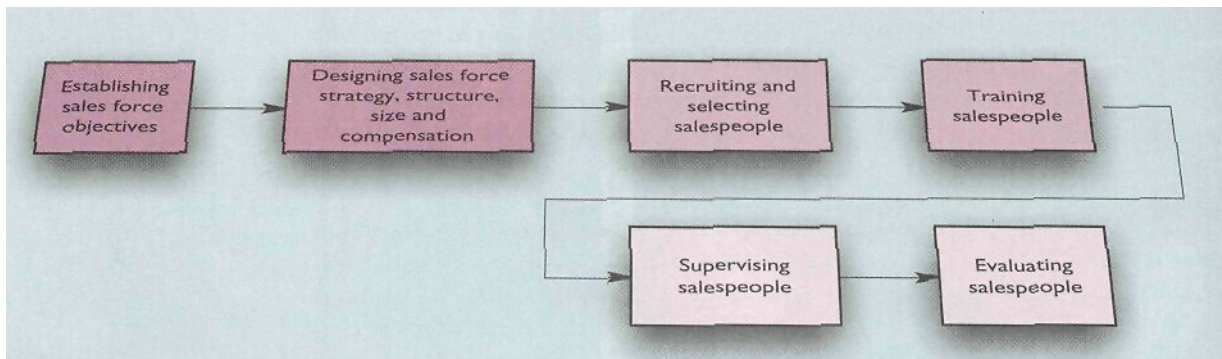 Establishing
sales force
objectives
Designing sales force
strategy, structure,
size and
compensation
Recruiting and
selecting
salespeople
Training
salespeople
Supervising
salespeople
Evaluating
salespeople